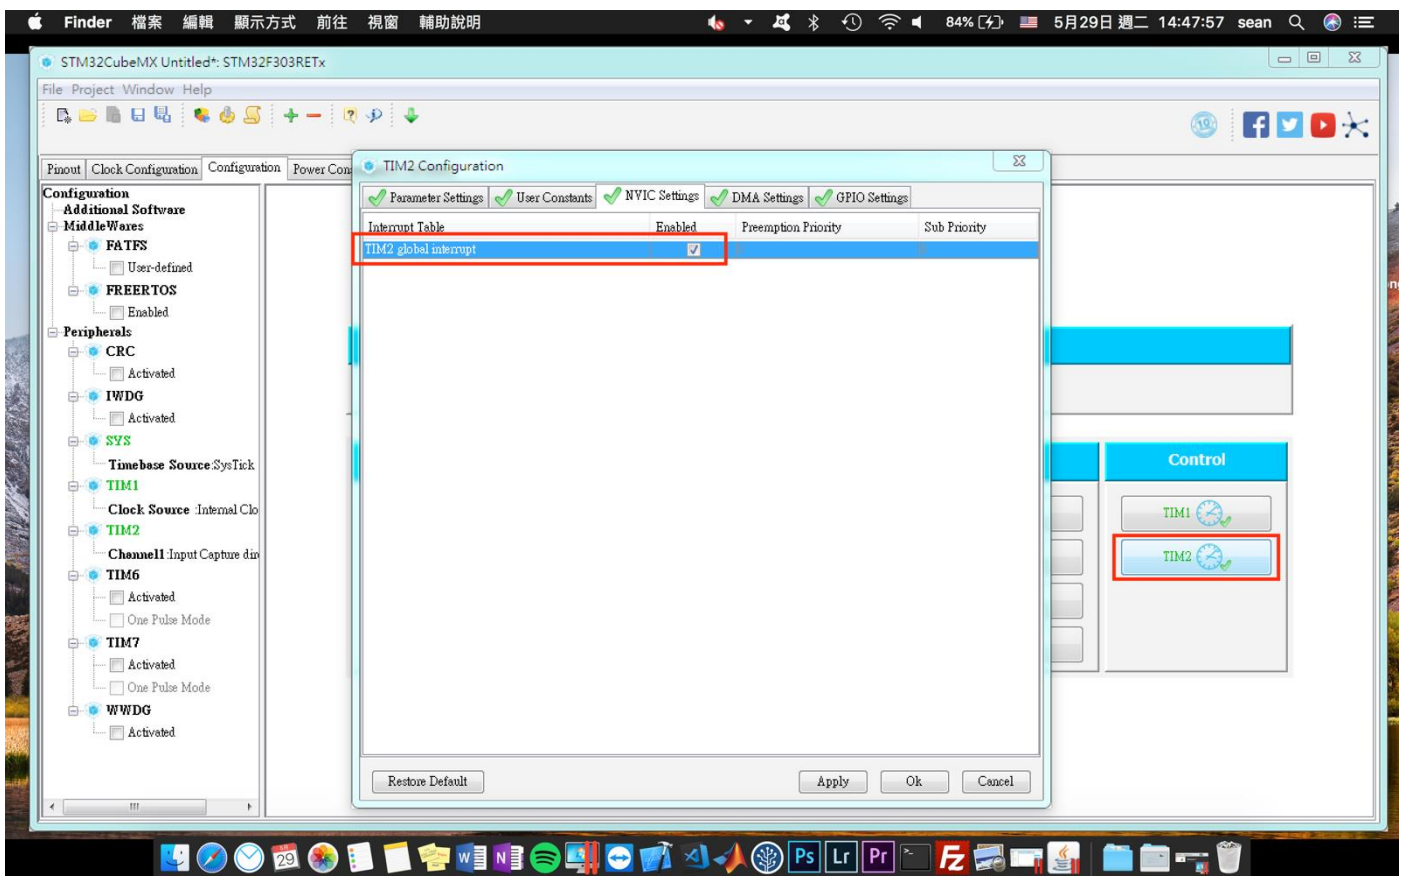 Finder 檔案 編輯 顯示方式 前往 視窗 輔助說明 84% 5月29日 週二 14:47:57 sean
STM32CubeMX Untitled*: STM32F303RETx
File Project Window Help
19
Pinout Clock Configuration Configuration Power Con
TIM2 Configuration
Parameter Settings User Constants NVIC Settings DMA Settings GPIO Settings
Interrupt Table Enabled Preemption Priority Sub Priority
TIM2 global interrupt
Configuration
Additional Software
MiddleWares
FATFS
User-defined
FREERTOS
Enabled
Peripherals
CRC
Activated
IWDG
Activated
SYS
Timebase Source:SysTick
TIM1
Clock Source :Internal Clo
TIM2
Channel1:Input Capture dir
TIM6
Activated
One Pulse Mode
TIM7
Activated
One Pulse Mode
WWDG
Activated
Control
TIM1
TIM2
Restore Default Apply Ok Cancel
29 W N Ps Lr Pr FZ